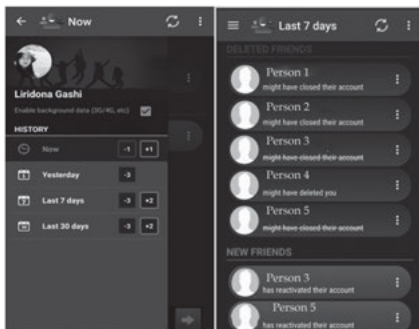 Now
Liridona Gashi
Enable background data (3G/4G, etc)
HISTORY
Now -1 +1
Yesterday -3
Last 7 days -3 +2
Last 30 days -3 +2
Last 7 days
DELETED FRIENDS
Person 1
might have closed their account
Person 2
might have closed their account
Person 3
might have closed their account
Person 4
might have deleted you
Person 5
might have closed their account
NEW FRIENDS
Person 3
has reactivated their account
Person 5
has reactivated their account